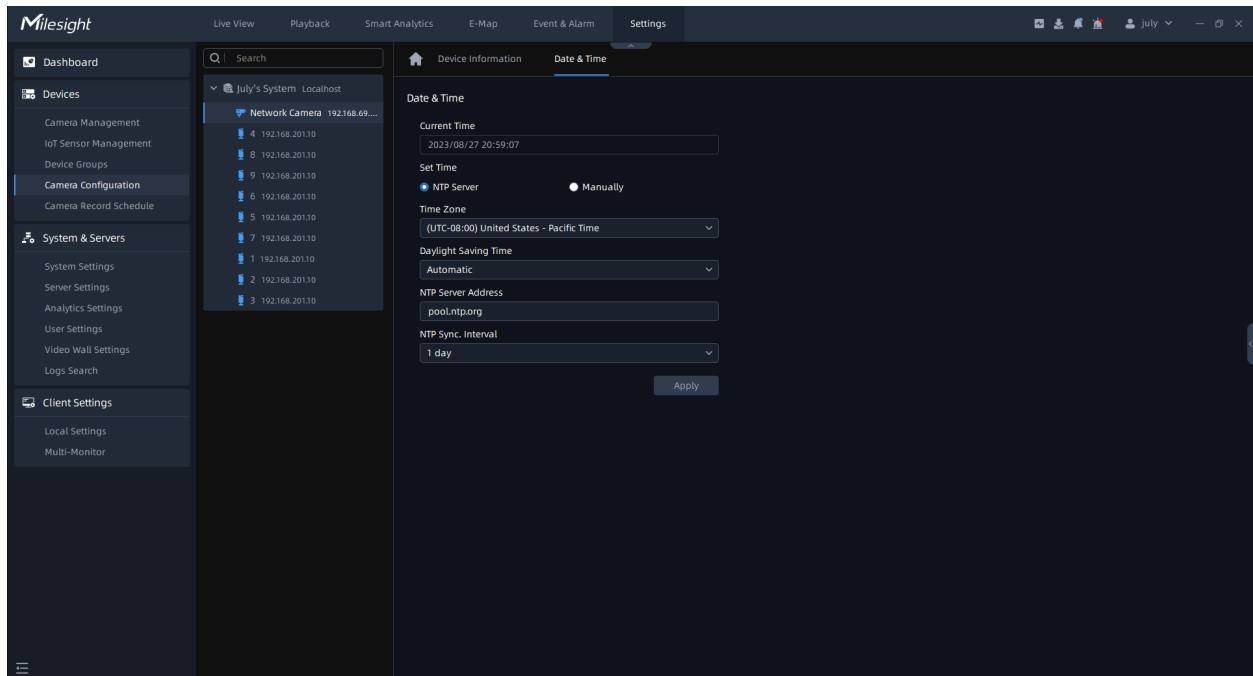 Milesight
Live View
Playback
Smart Analytics
E-Map
Event & Alarm
Settings
july
Dashboard
Devices
Camera Management
IoT Sensor Management
Device Groups
Camera Configuration
Camera Record Schedule
System & Servers
System Settings
Server Settings
Analytics Settings
User Settings
Video Wall Settings
Logs Search
Client Settings
Local Settings
Multi-Monitor
Search
July's System Localhost
Network Camera 192.168.69....
4 192.168.201.10
8 192.168.201.10
9 192.168.201.10
6 192.168.201.10
5 192.168.201.10
7 192.168.201.10
1 192.168.201.10
2 192.168.201.10
3 192.168.201.10
Device Information
Date & Time
Date & Time
Current Time
2023/08/27 20:59:07
Set Time
NTP Server
Manually
Time Zone
(UTC-08:00) United States - Pacific Time
Daylight Saving Time
Automatic
NTP Server Address
pool.ntp.org
NTP Sync. Interval
1 day
Apply